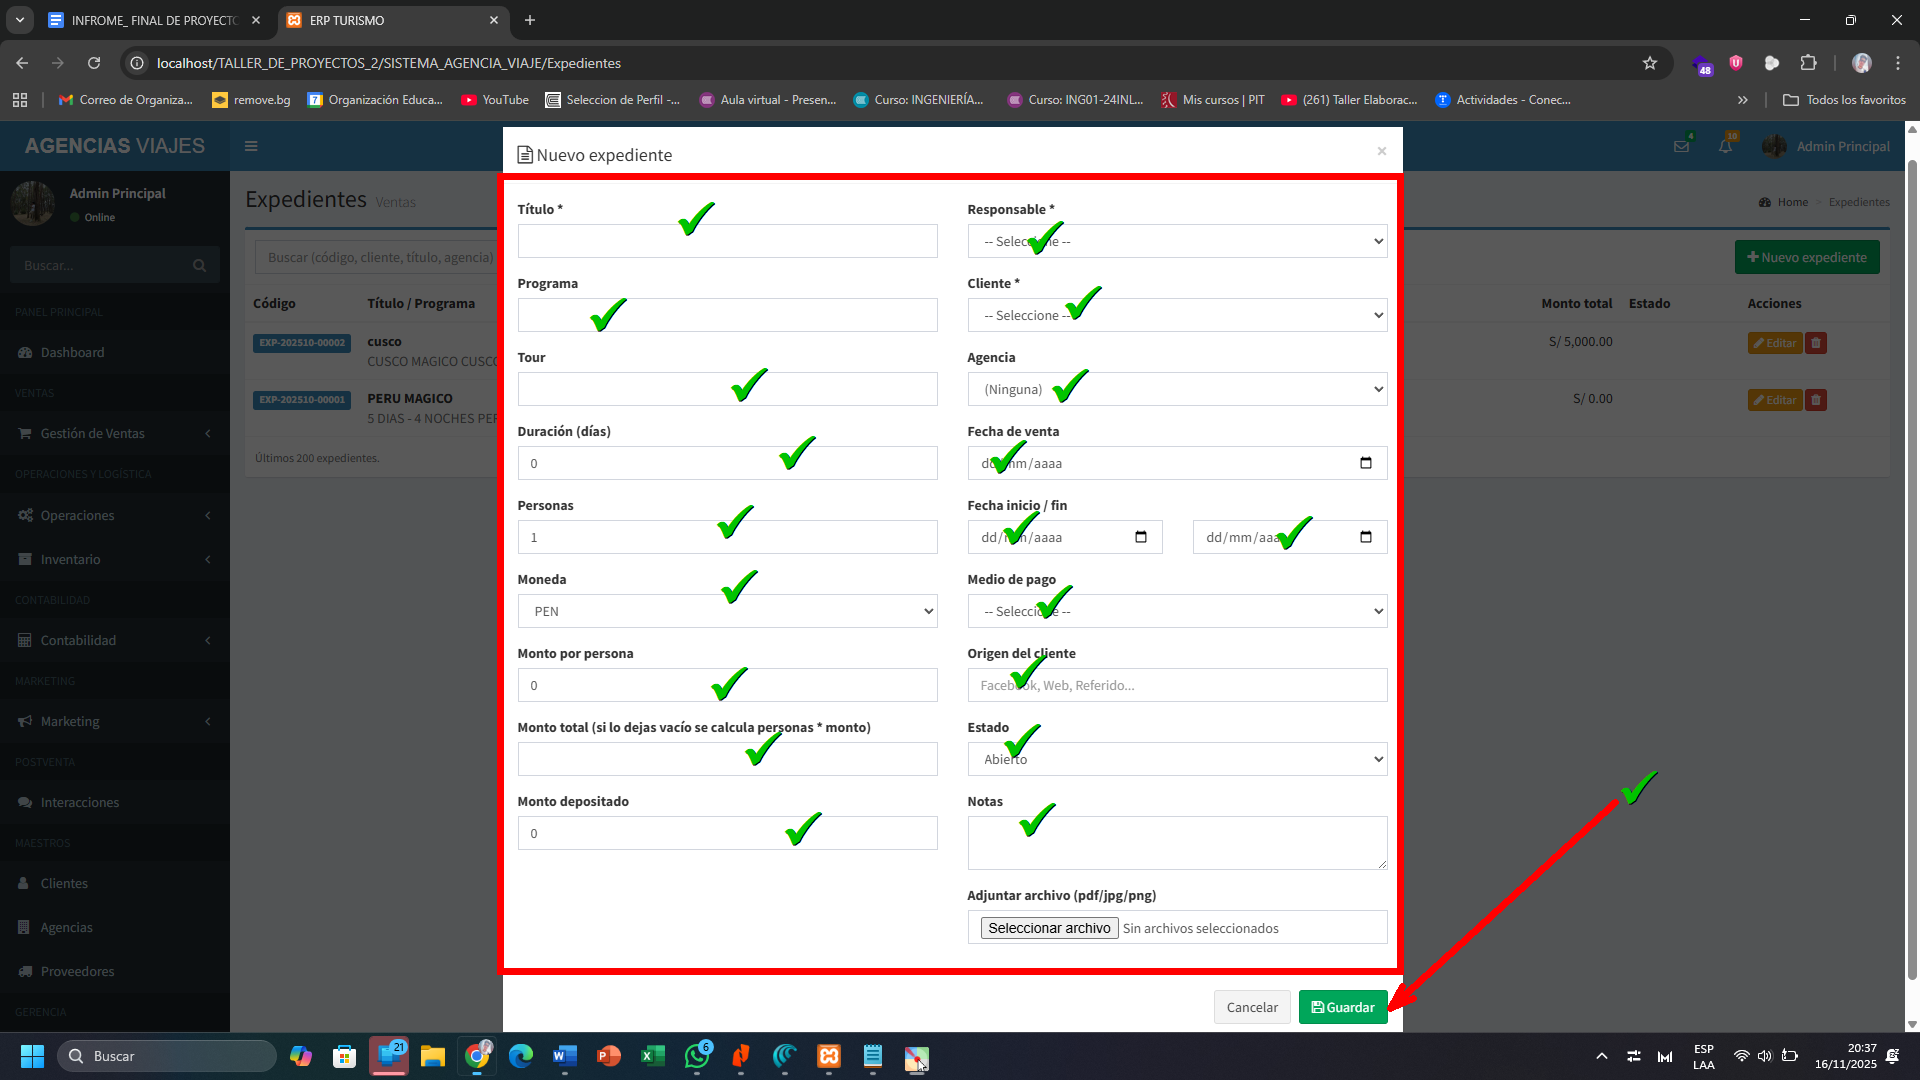 INFROME_ FINAL DE PROYECTO
ERP TURISMO
localhost/TALLER_DE_PROYECTOS_2/SISTEMA_AGENCIA_VIAJE/Expedientes
48
Correo de Organiza...
remove.bg
Organización Educa...
YouTube
Seleccion de Perfil -...
Aula virtual - Presen...
Curso: INGENIERÍA...
Curso: ING01-24INL...
Mis cursos | PIT
(261) Taller Elaborac...
Actividades - Conec...
Todos los favoritos
AGENCIAS VIAJES
4
10
Admin Principal
Admin Principal
Online
Buscar...
PANEL PRINCIPAL
Dashboard
VENTAS
Gestión de Ventas
OPERACIONES Y LOGÍSTICA
Operaciones
Inventario
CONTABILIDAD
Contabilidad
MARKETING
Marketing
POSTVENTA
Interacciones
MAESTROS
Clientes
Agencias
Proveedores
GERENCIA
Expedientes Ventas
Home > Expedientes
Buscar (código, cliente, título, agencia)
Nuevo expediente
Código
Título / Programa
Monto total
Estado
Acciones
EXP-202510-00002
cusco
CUSCO MAGICO CUSCO
S/ 5,000.00
Editar
EXP-202510-00001
PERU MAGICO
5 DIAS - 4 NOCHES PER
S/ 0.00
Editar
Últimos 200 expedientes.
Nuevo expediente
×
Título *
Responsable *
-- Seleccione --
Programa
Cliente *
-- Seleccione --
Tour
Agencia
(Ninguna)
Duración (días)
0
Fecha de venta
dd/mm/aaaa
Personas
1
Fecha inicio / fin
dd/mm/aaaa
dd/mm/aaaa
Moneda
PEN
Medio de pago
-- Seleccione --
Monto por persona
0
Origen del cliente
Facebook, Web, Referido...
Monto total (si lo dejas vacío se calcula personas * monto)
Estado
Abierto
Monto depositado
0
Notas
Adjuntar archivo (pdf/jpg/png)
Seleccionar archivo
Sin archivos seleccionados
Cancelar
Guardar
Buscar
21
6
ESP
LAA
20:37
16/11/2025